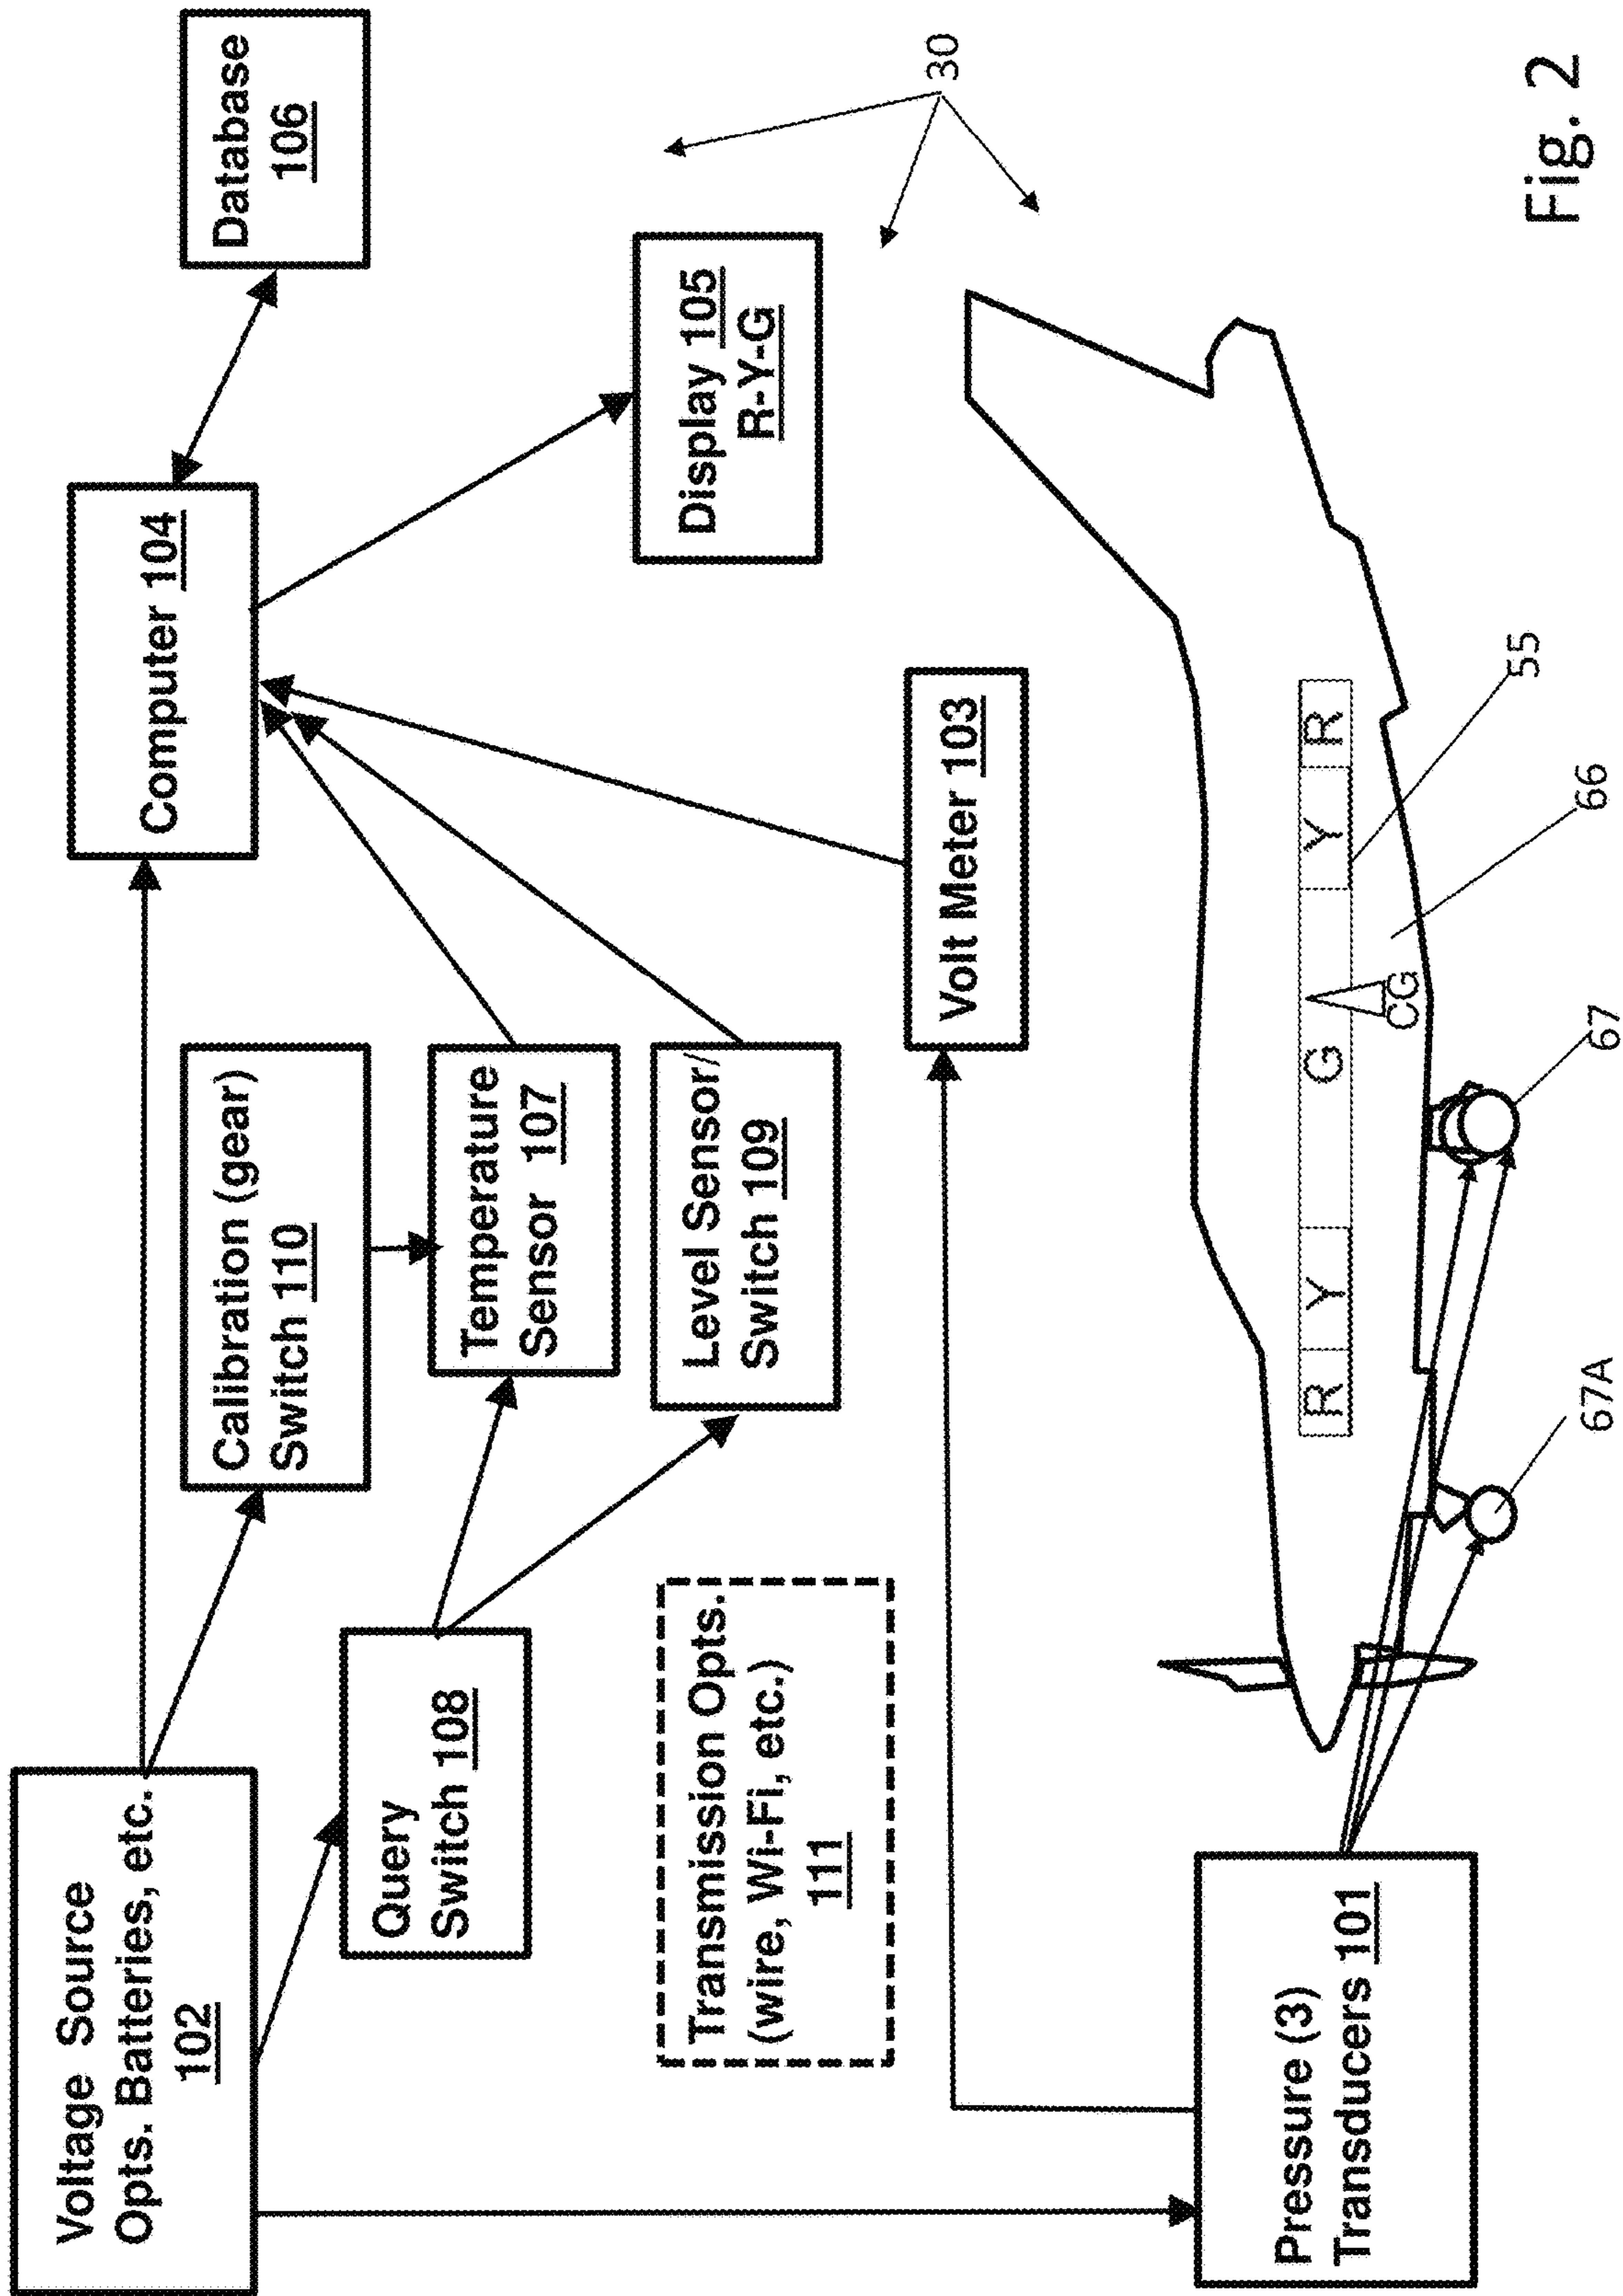 Voltage Source
Opts. Batteries, etc.
102
Computer 104
Database
106
Calibration (gear)
Switch 110
Query
Switch 108
Temperature
Sensor 107
Level Sensor/
Switch 109
Display 105
R-Y-G
Transmission Opts.
(wire, Wi-Fi, etc.)
111
Volt Meter 103
30
Pressure (3)
Transducers 101
R Y G Y R
CG
55
66
67
67A
Fig. 2